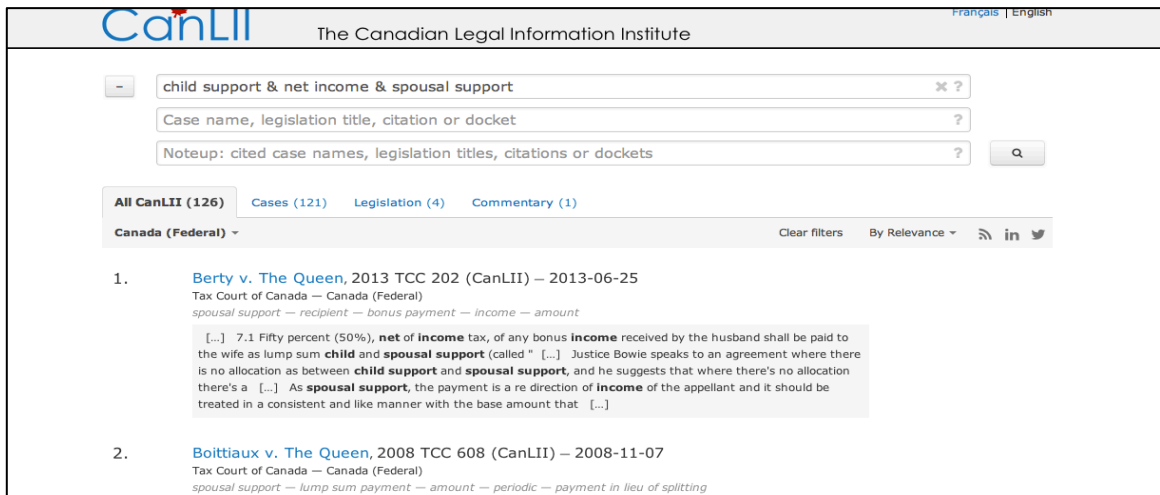 Français | English
CanLII The Canadian Legal Information Institute
– child support & net income & spousal support ✖ ?
Case name, legislation title, citation or docket ?
Noteup: cited case names, legislation titles, citations or dockets ?
All CanLII (126) Cases (121) Legislation (4) Commentary (1)
Canada (Federal) Clear filters By Relevance in
1. Berty v. The Queen, 2013 TCC 202 (CanLII) — 2013-06-25
Tax Court of Canada — Canada (Federal)
spousal support — recipient — bonus payment — income — amount
[...] 7.1 Fifty percent (50%), net of income tax, of any bonus income received by the husband shall be paid to
the wife as lump sum child and spousal support (called " [...] Justice Bowie speaks to an agreement where there
is no allocation as between child support and spousal support, and he suggests that where there's no allocation
there's a [...] As spousal support, the payment is a re direction of income of the appellant and it should be
treated in a consistent and like manner with the base amount that [...]
2. Boittiaux v. The Queen, 2008 TCC 608 (CanLII) — 2008-11-07
Tax Court of Canada — Canada (Federal)
spousal support — lump sum payment — amount — periodic — payment in lieu of splitting